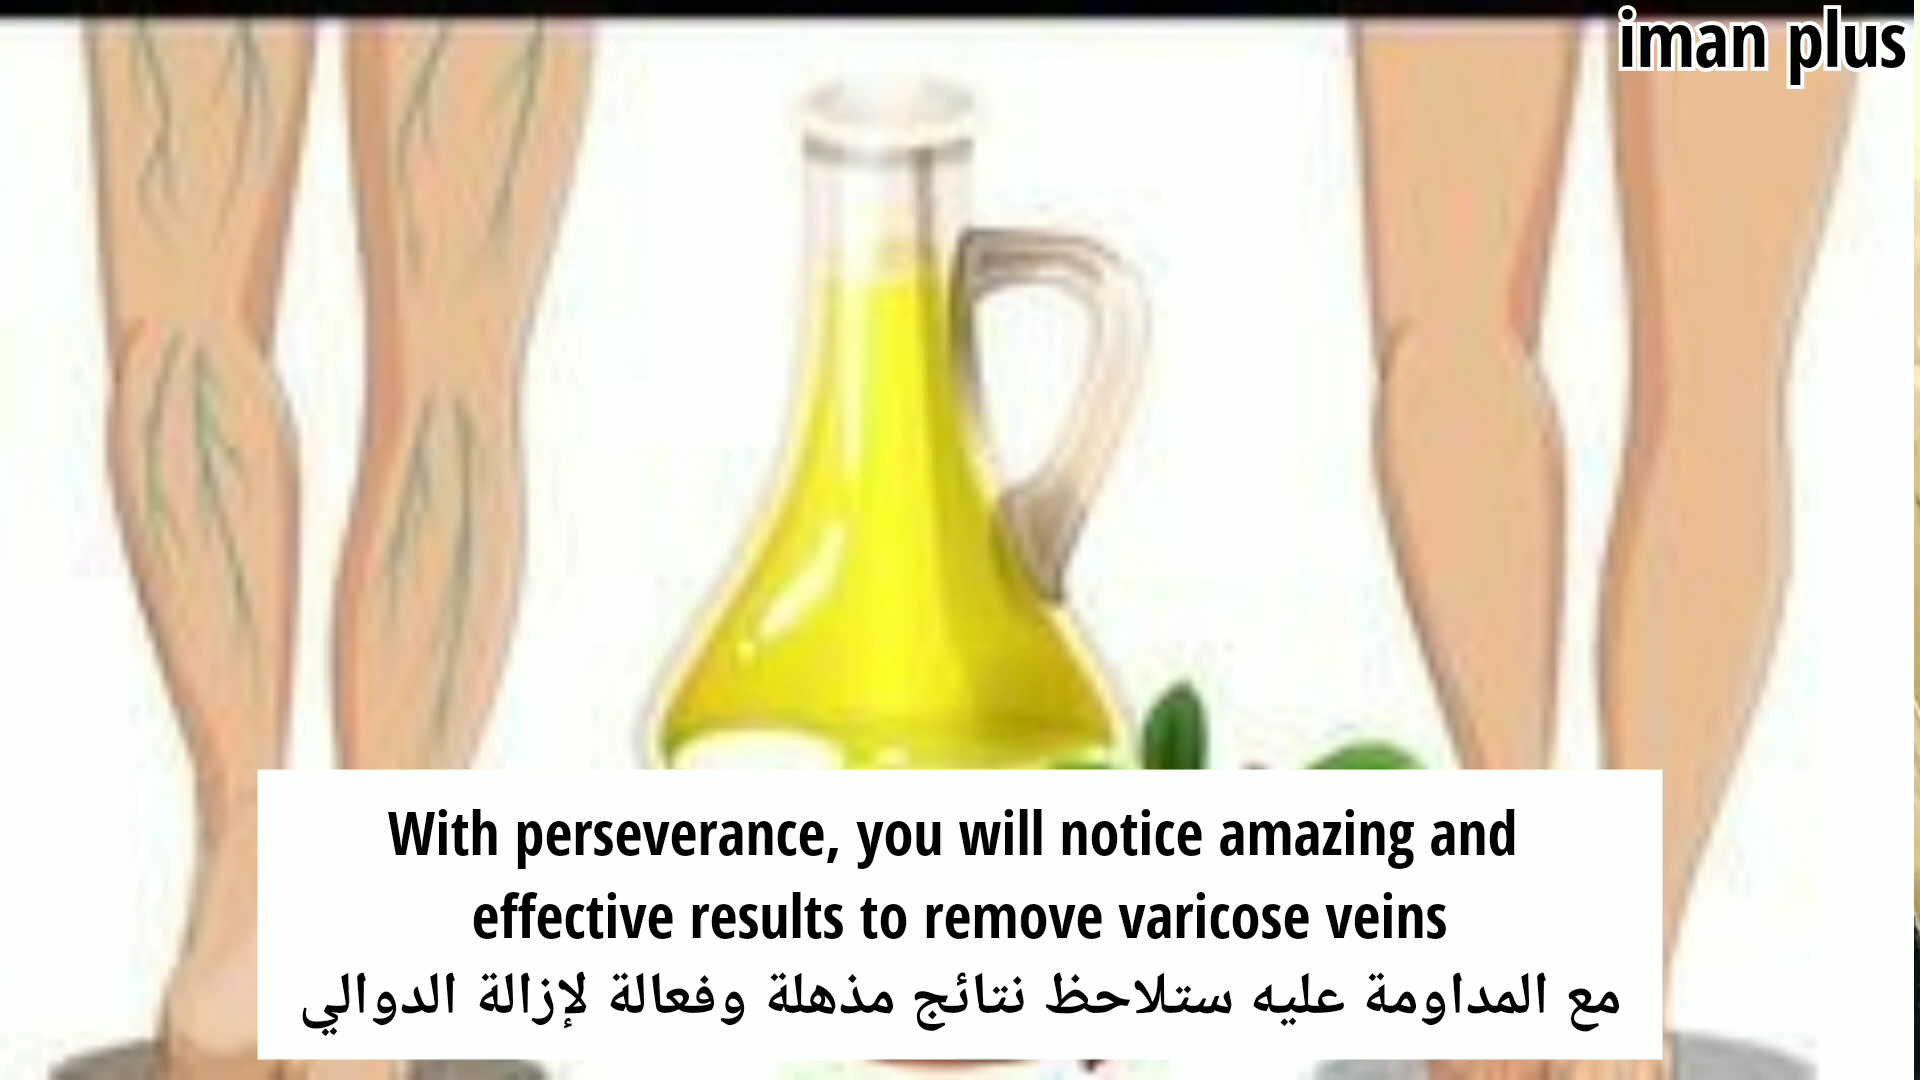 iman plus
With perseverance, you will notice amazing and
effective results to remove varicose veins
مع المداومة عليه ستلاحظ نتائج مذهلة وفعالة لإزالة الدوالي